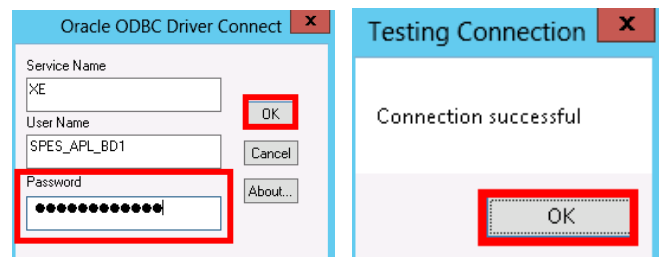 Oracle ODBC Driver Connect
x
Service Name
XE
OK
User Name
SPES_APL_BD1
Cancel
Password
About...
●●●●●●●●●●●●
Testing Connection
x
Connection successful
OK